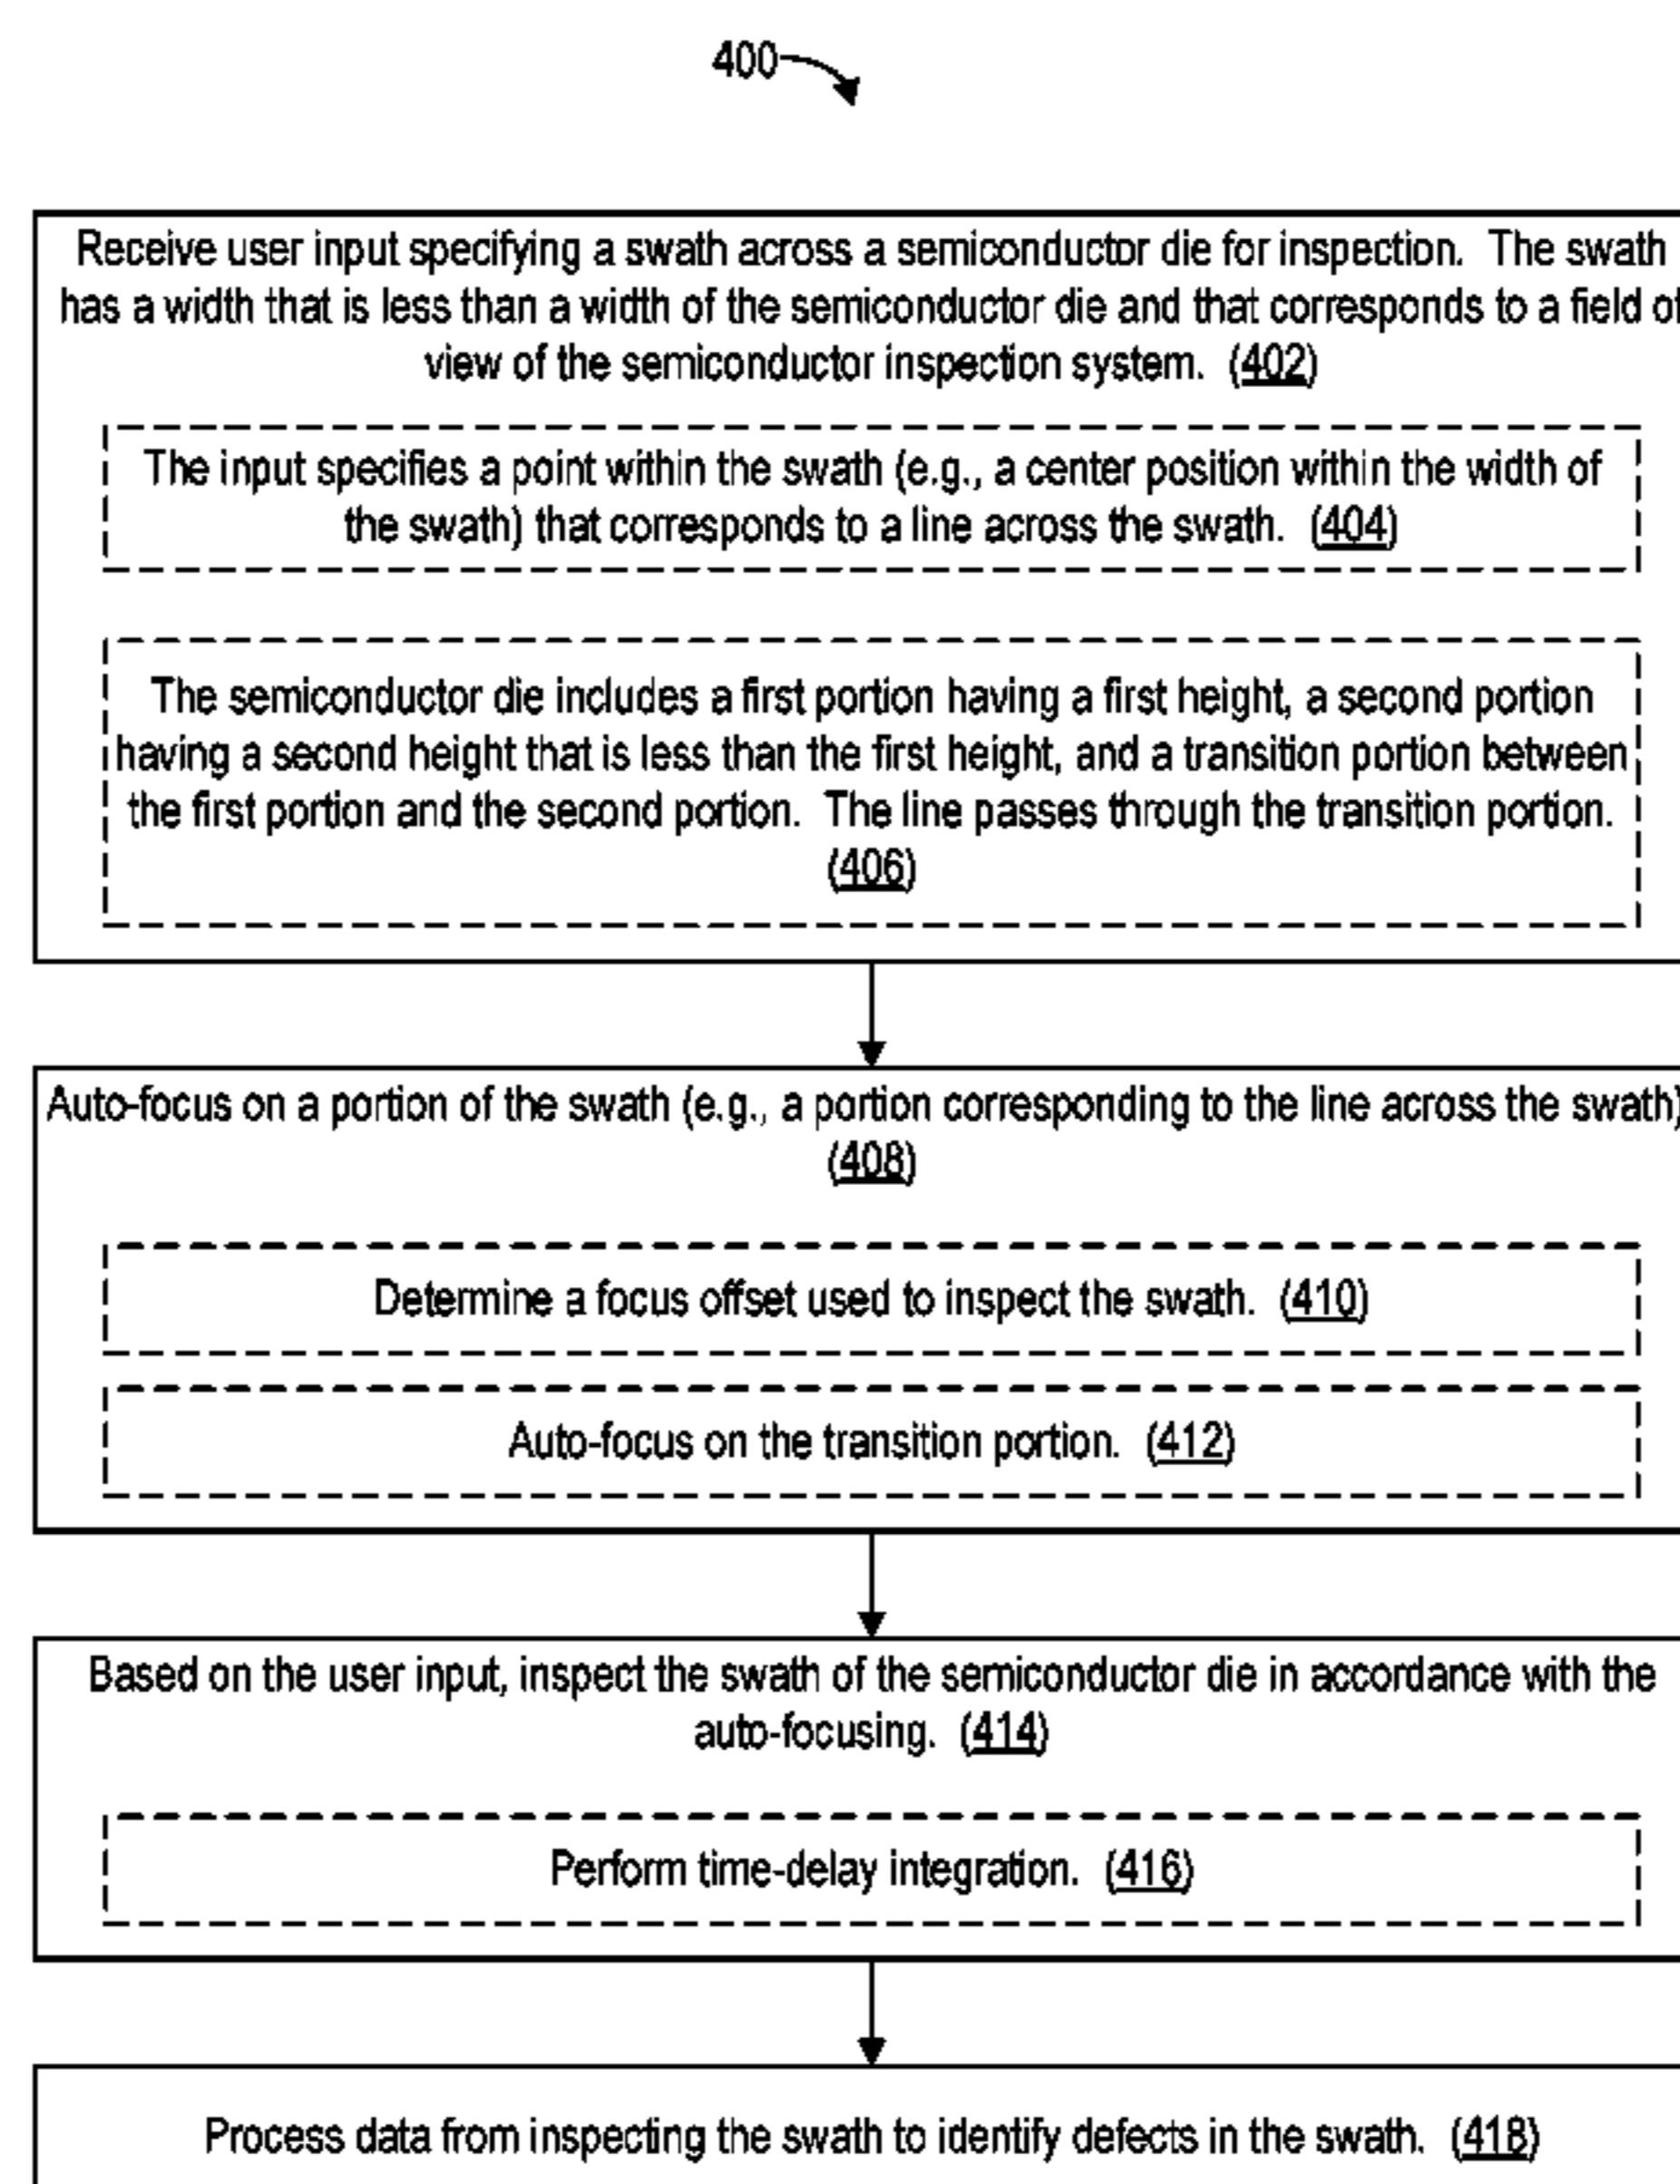 400
Receive user input specifying a swath across a semiconductor die for inspection. The swath
has a width that is less than a width of the semiconductor die and that corresponds to a field of
view of the semiconductor inspection system. (402)
The input specifies a point within the swath (e.g., a center position within the width of
the swath) that corresponds to a line across the swath. (404)
The semiconductor die includes a first portion having a first height, a second portion
having a second height that is less than the first height, and a transition portion between
the first portion and the second portion. The line passes through the transition portion.
(406)
Auto-focus on a portion of the swath (e.g., a portion corresponding to the line across the swath)
(408)
Determine a focus offset used to inspect the swath. (410)
Auto-focus on the transition portion. (412)
Based on the user input, inspect the swath of the semiconductor die in accordance with the
auto-focusing. (414)
Perform time-delay integration. (416)
Process data from inspecting the swath to identify defects in the swath. (418)